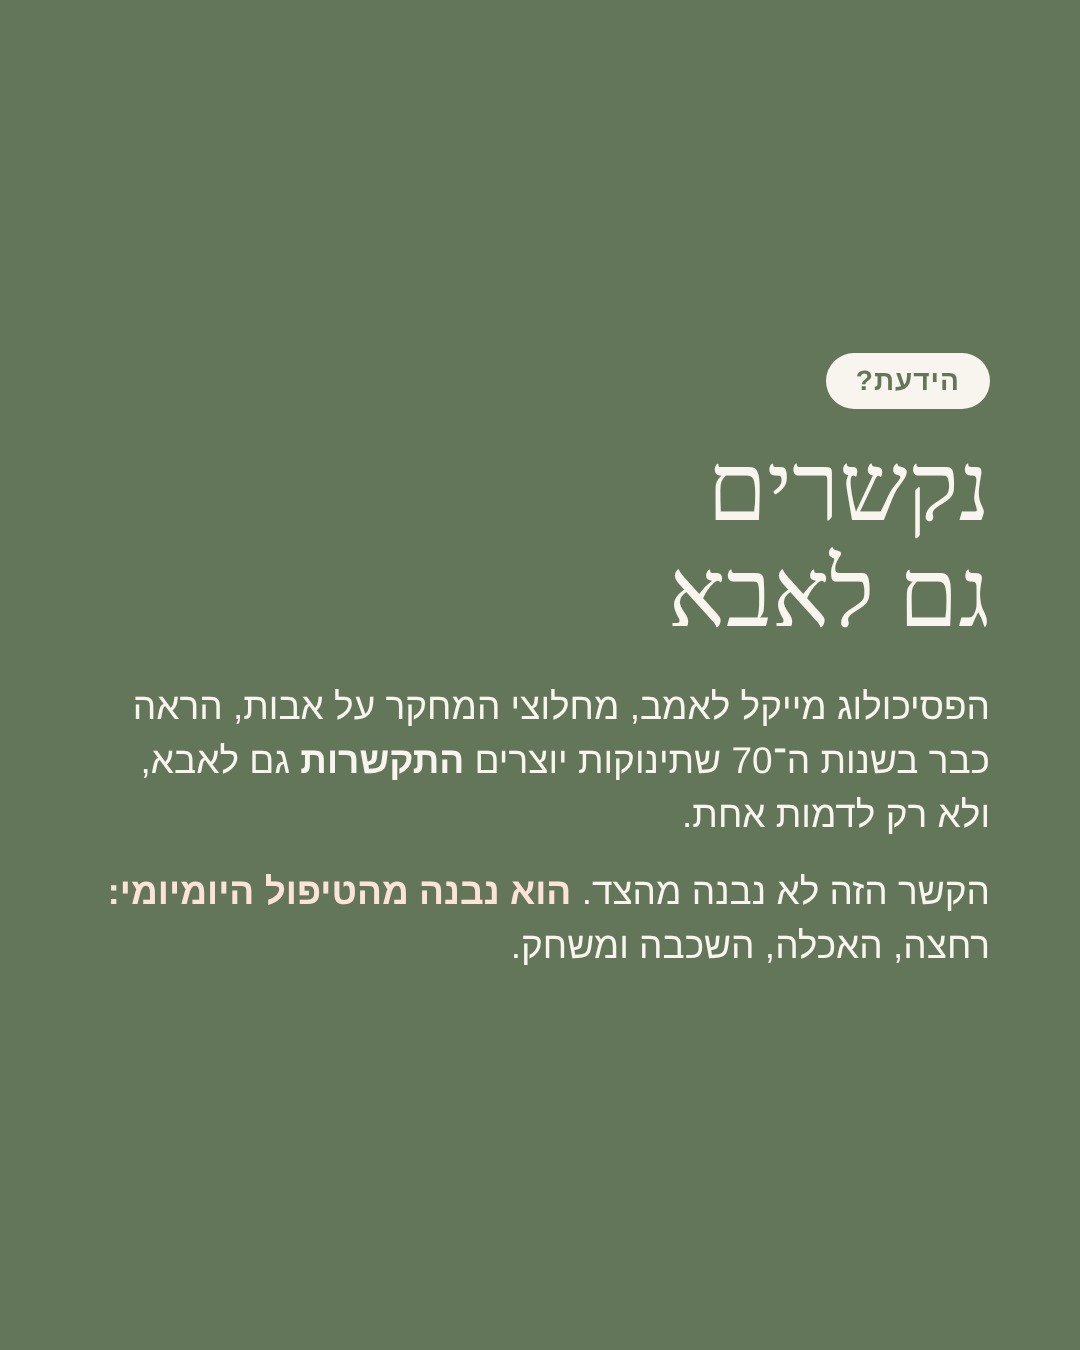 הידעת?
נקשרים
גם לאבא
הפסיכולוג מייקל לאמב, מחלוצי המחקר על אבות, הראה
כבר בשנות ה־70 שתינוקות יוצרים התקשרות גם לאבא,
ולא רק לדמות אחת.
הקשר הזה לא נבנה מהצד. הוא נבנה מהטיפול היומיומי:
רחצה, האכלה, השכבה ומשחק.